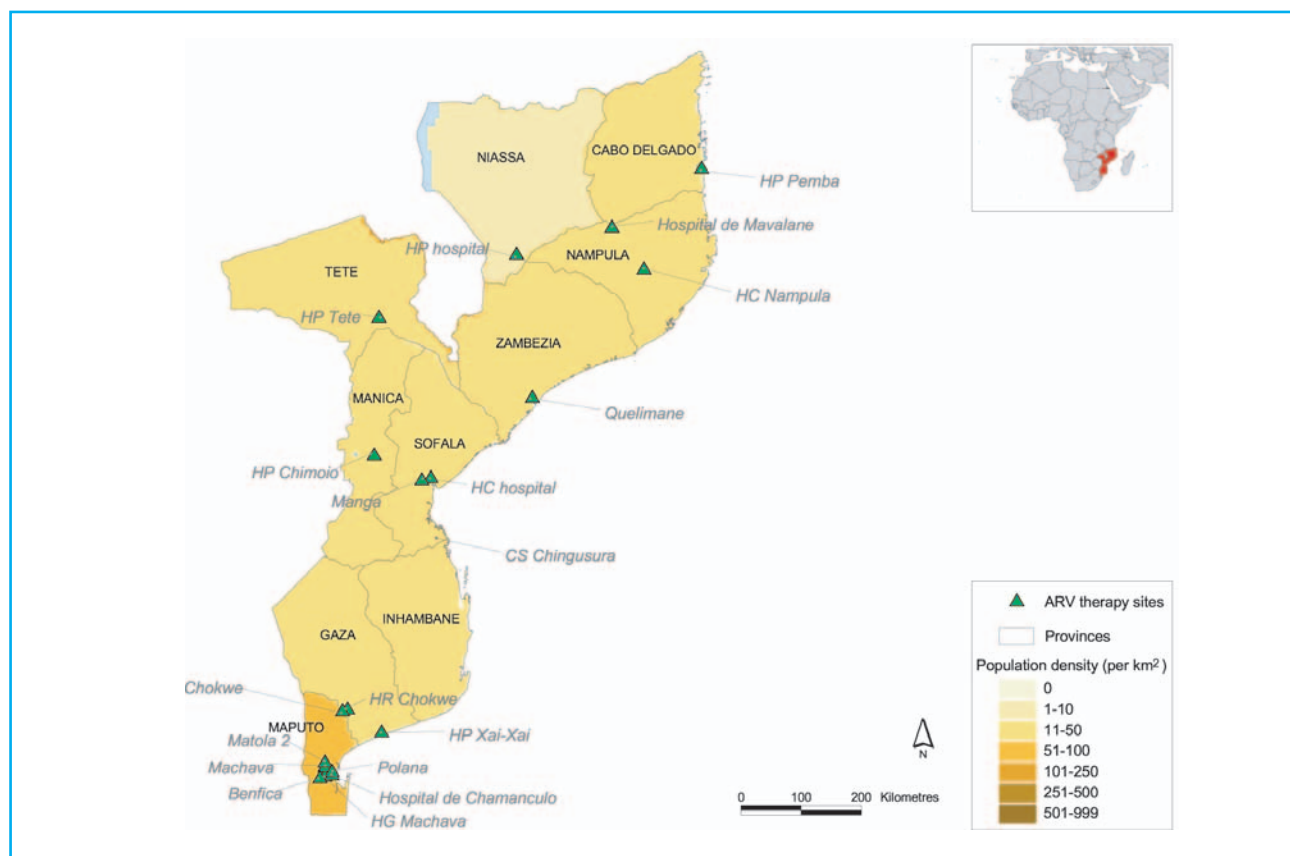 NIASSA
CABO DELGADO
HP Pemba
Hospital de Mavalane
HP hospital
NAMPULA
TETE
HC Nampula
HP Tete
ZAMBEZIA
MANICA
Quelimane
SOFALA
HP Chimoio
HC hospital
Manga
CS Chingusura
INHAMBANE
GAZA
Chokwe
HR Chokwe
MAPUTO
HP Xai-Xai
Matola 2
Machava
Polana
Benfica
Hospital de Chamanculo
HG Machava
N
0 100 200 Kilometres
ARV therapy sites
Provinces
Population density (per km²)
0
1-10
11-50
51-100
101-250
251-500
501-999